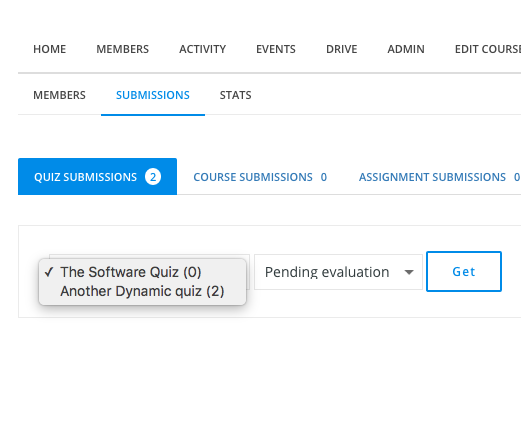 HOME MEMBERS ACTIVITY EVENTS DRIVE ADMIN EDIT COURSE
MEMBERS SUBMISSIONS STATS
QUIZ SUBMISSIONS 2 COURSE SUBMISSIONS 0 ASSIGNMENT SUBMISSIONS 0
✓ The Software Quiz (0) Pending evaluation Get
Another Dynamic quiz (2)